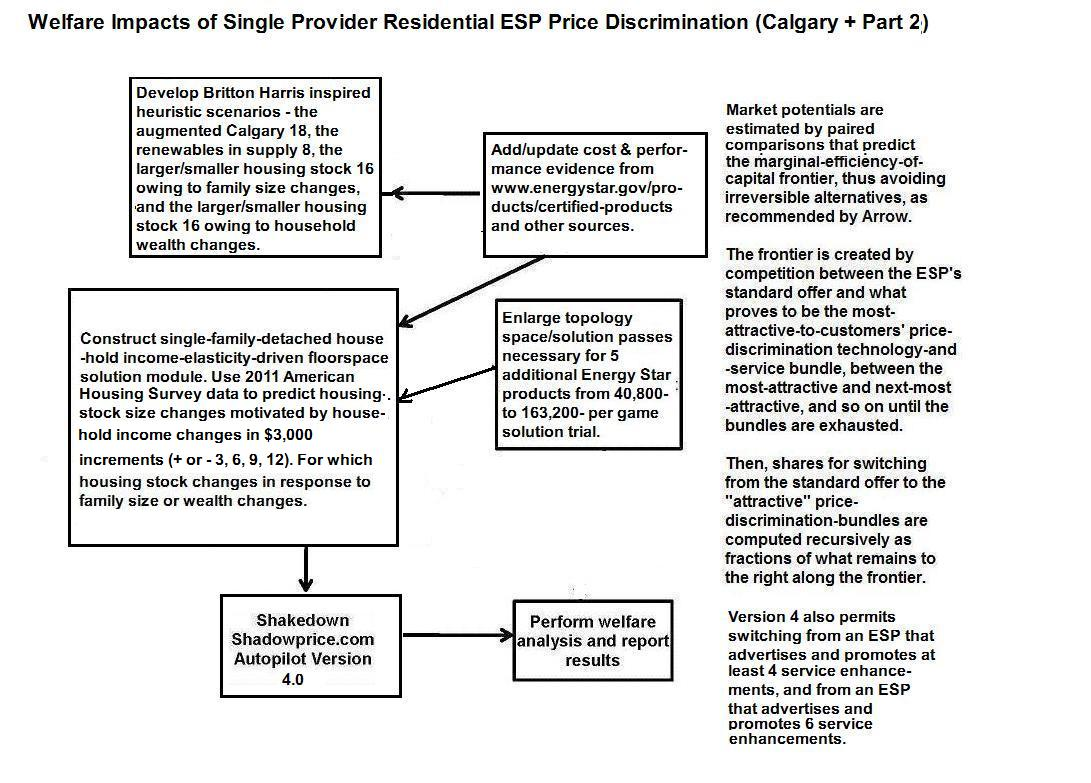 Welfare Impacts of Single Provider Residential ESP Price Discrimination (Calgary + Part 2)
Develop Britton Harris inspired
heuristic scenarios - the
augmented Calgary 18, the
renewables in supply 8, the
larger/smaller housing stock 16
owing to family size changes,
and the larger/smaller housing
stock 16 owing to household
wealth changes.
Add/update cost & perfor-
mance evidence from
www.energystar.gov/pro-
ducts/certified-products
and other sources.
Construct single-family-detached house
-hold income-elasticity-driven floorspace
solution module. Use 2011 American
Housing Survey data to predict housing-
stock size changes motivated by house-
hold income changes in $3,000
increments (+ or - 3, 6, 9, 12). For which
housing stock changes in response to
family size or wealth changes.
Enlarge topology
space/solution passes
necessary for 5
additional Energy Star
products from 40,800-
to 163,200- per game
solution trial.
Shakedown
Shadowprice.com
Autopilot Version
4.0
Perform welfare
analysis and report
results
Market potentials are
estimated by paired
comparisons that predict
the marginal-efficiency-of-
capital frontier, thus avoiding
irreversible alternatives, as
recommended by Arrow.
The frontier is created by
competition between the ESP's
standard offer and what
proves to be the most-
attractive-to-customers' price-
discrimination technology-and
-service bundle, between the
most-attractive and next-most
-attractive, and so on until the
bundles are exhausted.
Then, shares for switching
from the standard offer to the
"attractive" price-
discrimination-bundles are
computed recursively as
fractions of what remains to
the right along the frontier.
Version 4 also permits
switching from an ESP that
advertises and promotes at
least 4 service enhance-
ments, and from an ESP
that advertises and
promotes 6 service
enhancements.